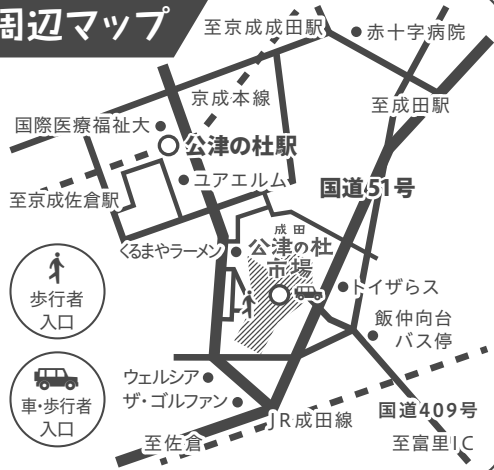 周辺マップ
至京成成田駅
赤十字病院
京成本線
至成田駅
国際医療福祉大
公津の杜駅
ユアエルム
国道51号
至京成佐倉駅
くるまやラーメン
成田
公津の杜
市場
歩行者
入口
トイザらス
飯仲向台
バス停
ウェルシア
ザ・ゴルファン
車・歩行者
入口
JR成田線
国道409号
至佐倉
至富里IC